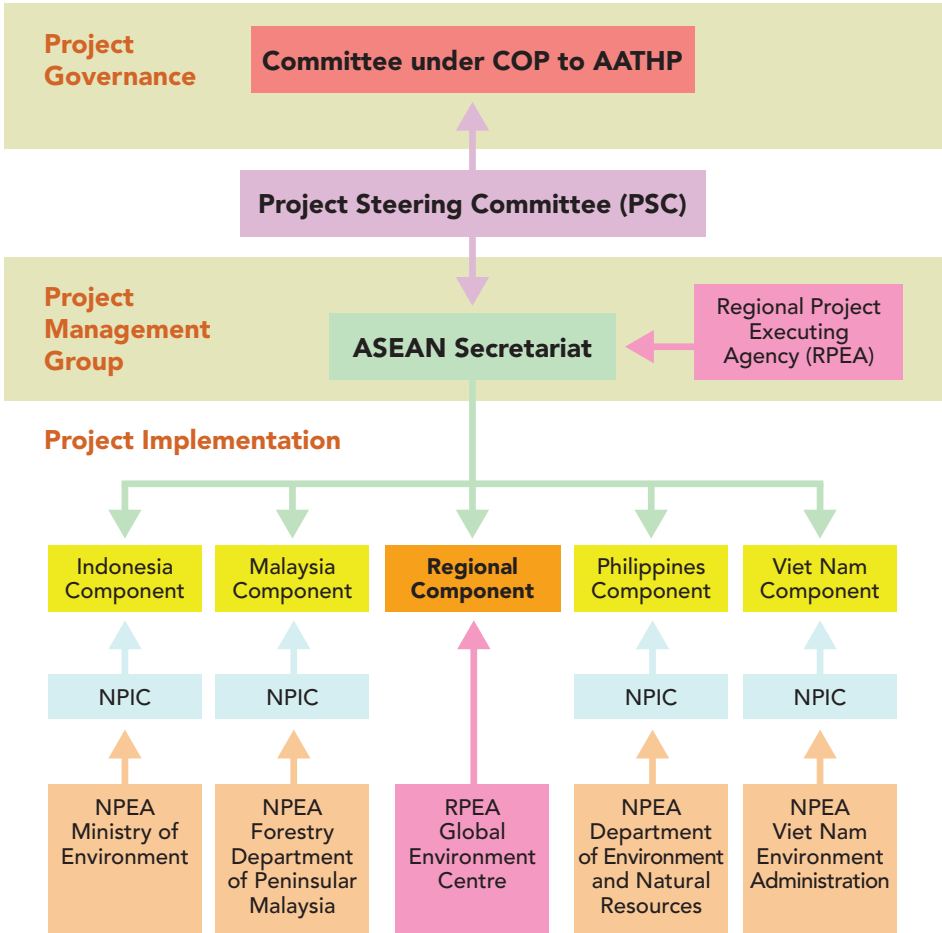 Project
Governance
Committee under COP to AATHP
Project Steering Committee (PSC)
Project
Management
Group
ASEAN Secretariat
Regional Project
Executing
Agency (RPEA)
Project Implementation
Indonesia
Component
Malaysia
Component
Regional
Component
Philippines
Component
Viet Nam
Component
NPIC
NPIC
NPIC
NPIC
NPEA
Ministry of
Environment
NPEA
Forestry
Department
of Peninsular
Malaysia
RPEA
Global
Environment
Centre
NPEA
Department
of Environment
and Natural
Resources
NPEA
Viet Nam
Environment
Administration